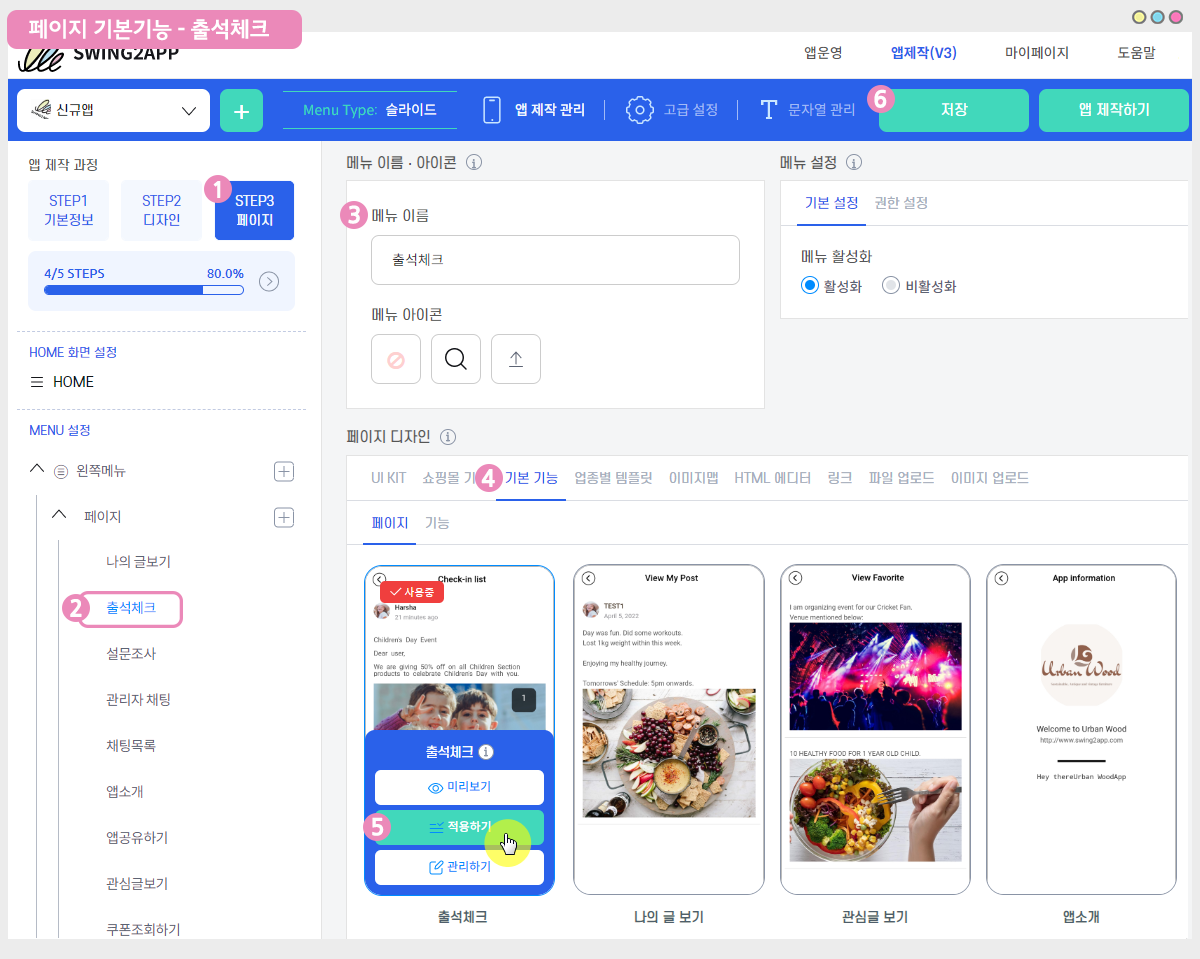 페이지 기본기능 - 출석체크
SWING2APP
앱운영
앱제작(V3)
마이페이지
도움말
신규앱
+
Menu Type: 슬라이드
앱 제작 관리
고급 설정
문자열 관리
6
저장
앱 제작하기
앱 제작 과정
STEP1
기본정보
STEP2
디자인
1
STEP3
페이지
4/5 STEPS
80.0%
HOME 화면 설정
HOME
MENU 설정
왼쪽메뉴
페이지
나의 글보기
2
출석체크
설문조사
관리자 채팅
채팅목록
앱소개
앱공유하기
관심글보기
쿠폰조회하기
메뉴 이름 · 아이콘
3
메뉴 이름
출석체크
메뉴 아이콘
메뉴 설정
기본 설정
권한 설정
메뉴 활성화
활성화
비활성화
페이지 디자인
UI KIT
쇼핑몰 기
4
기본 기능
업종별 템플릿
이미지맵
HTML 에디터
링크
파일 업로드
이미지 업로드
페이지
기능
Check-in list
사용중
Harsha
21 minutes ago
Children's Day Event
Dear user,
We are giving 50% off on all Children Section
products to celebrate Children's Day with you.
1
출석체크
미리보기
5
적용하기
관리하기
출석체크
View My Post
TEST1
April 5, 2022
Day was fun. Did some workouts.
Lost 1kg weight within this week.
Enjoying my healthy journey.
Tomorrows' Schedule: 5pm onwards.
나의 글 보기
View Favorite
I am organizing event for our Cricket Fan.
Venue mentioned below:
10 HEALTHY FOOD FOR 1 YEAR OLD CHILD.
관심글 보기
App information
Urban Wood
Welcome to Urban Wood
http://www.swing2app.com
Hey thereUrban WoodApp
앱소개